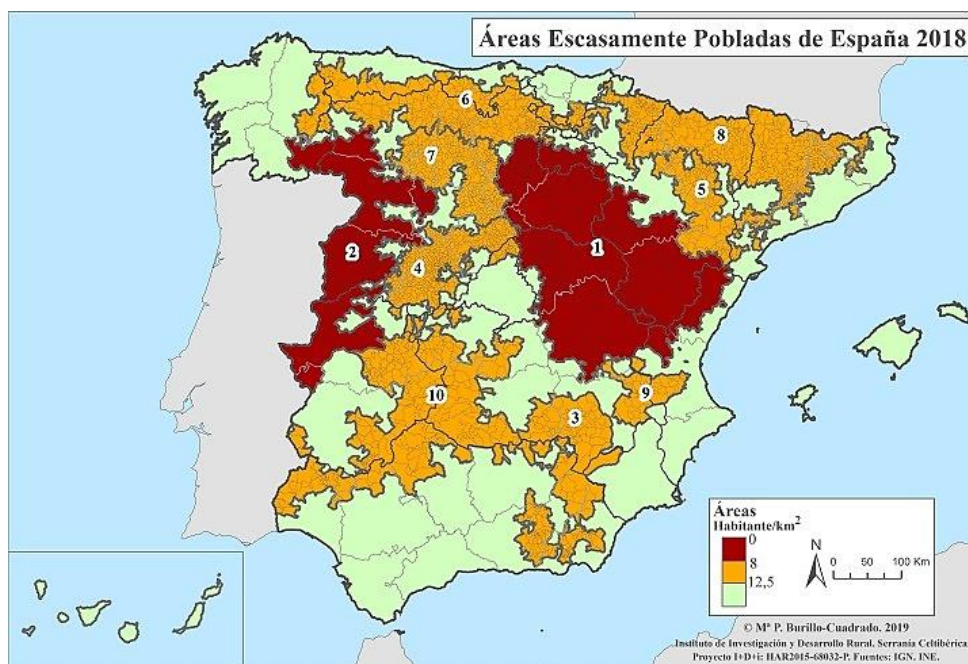 Áreas Escasamente Pobladas de España 2018
6
8
7
5
1
2
4
10
9
3
Áreas
Habitante/km²
0
8
12,5
N
0 50 100 Km
© Mª P. Burillo-Cuadrado. 2019
Instituto de Investigación y Desarrollo Rural. Serranía Celtibérica
Proyecto I+D+i: HAR2015-68032-P. Fuentes: IGN. INE.